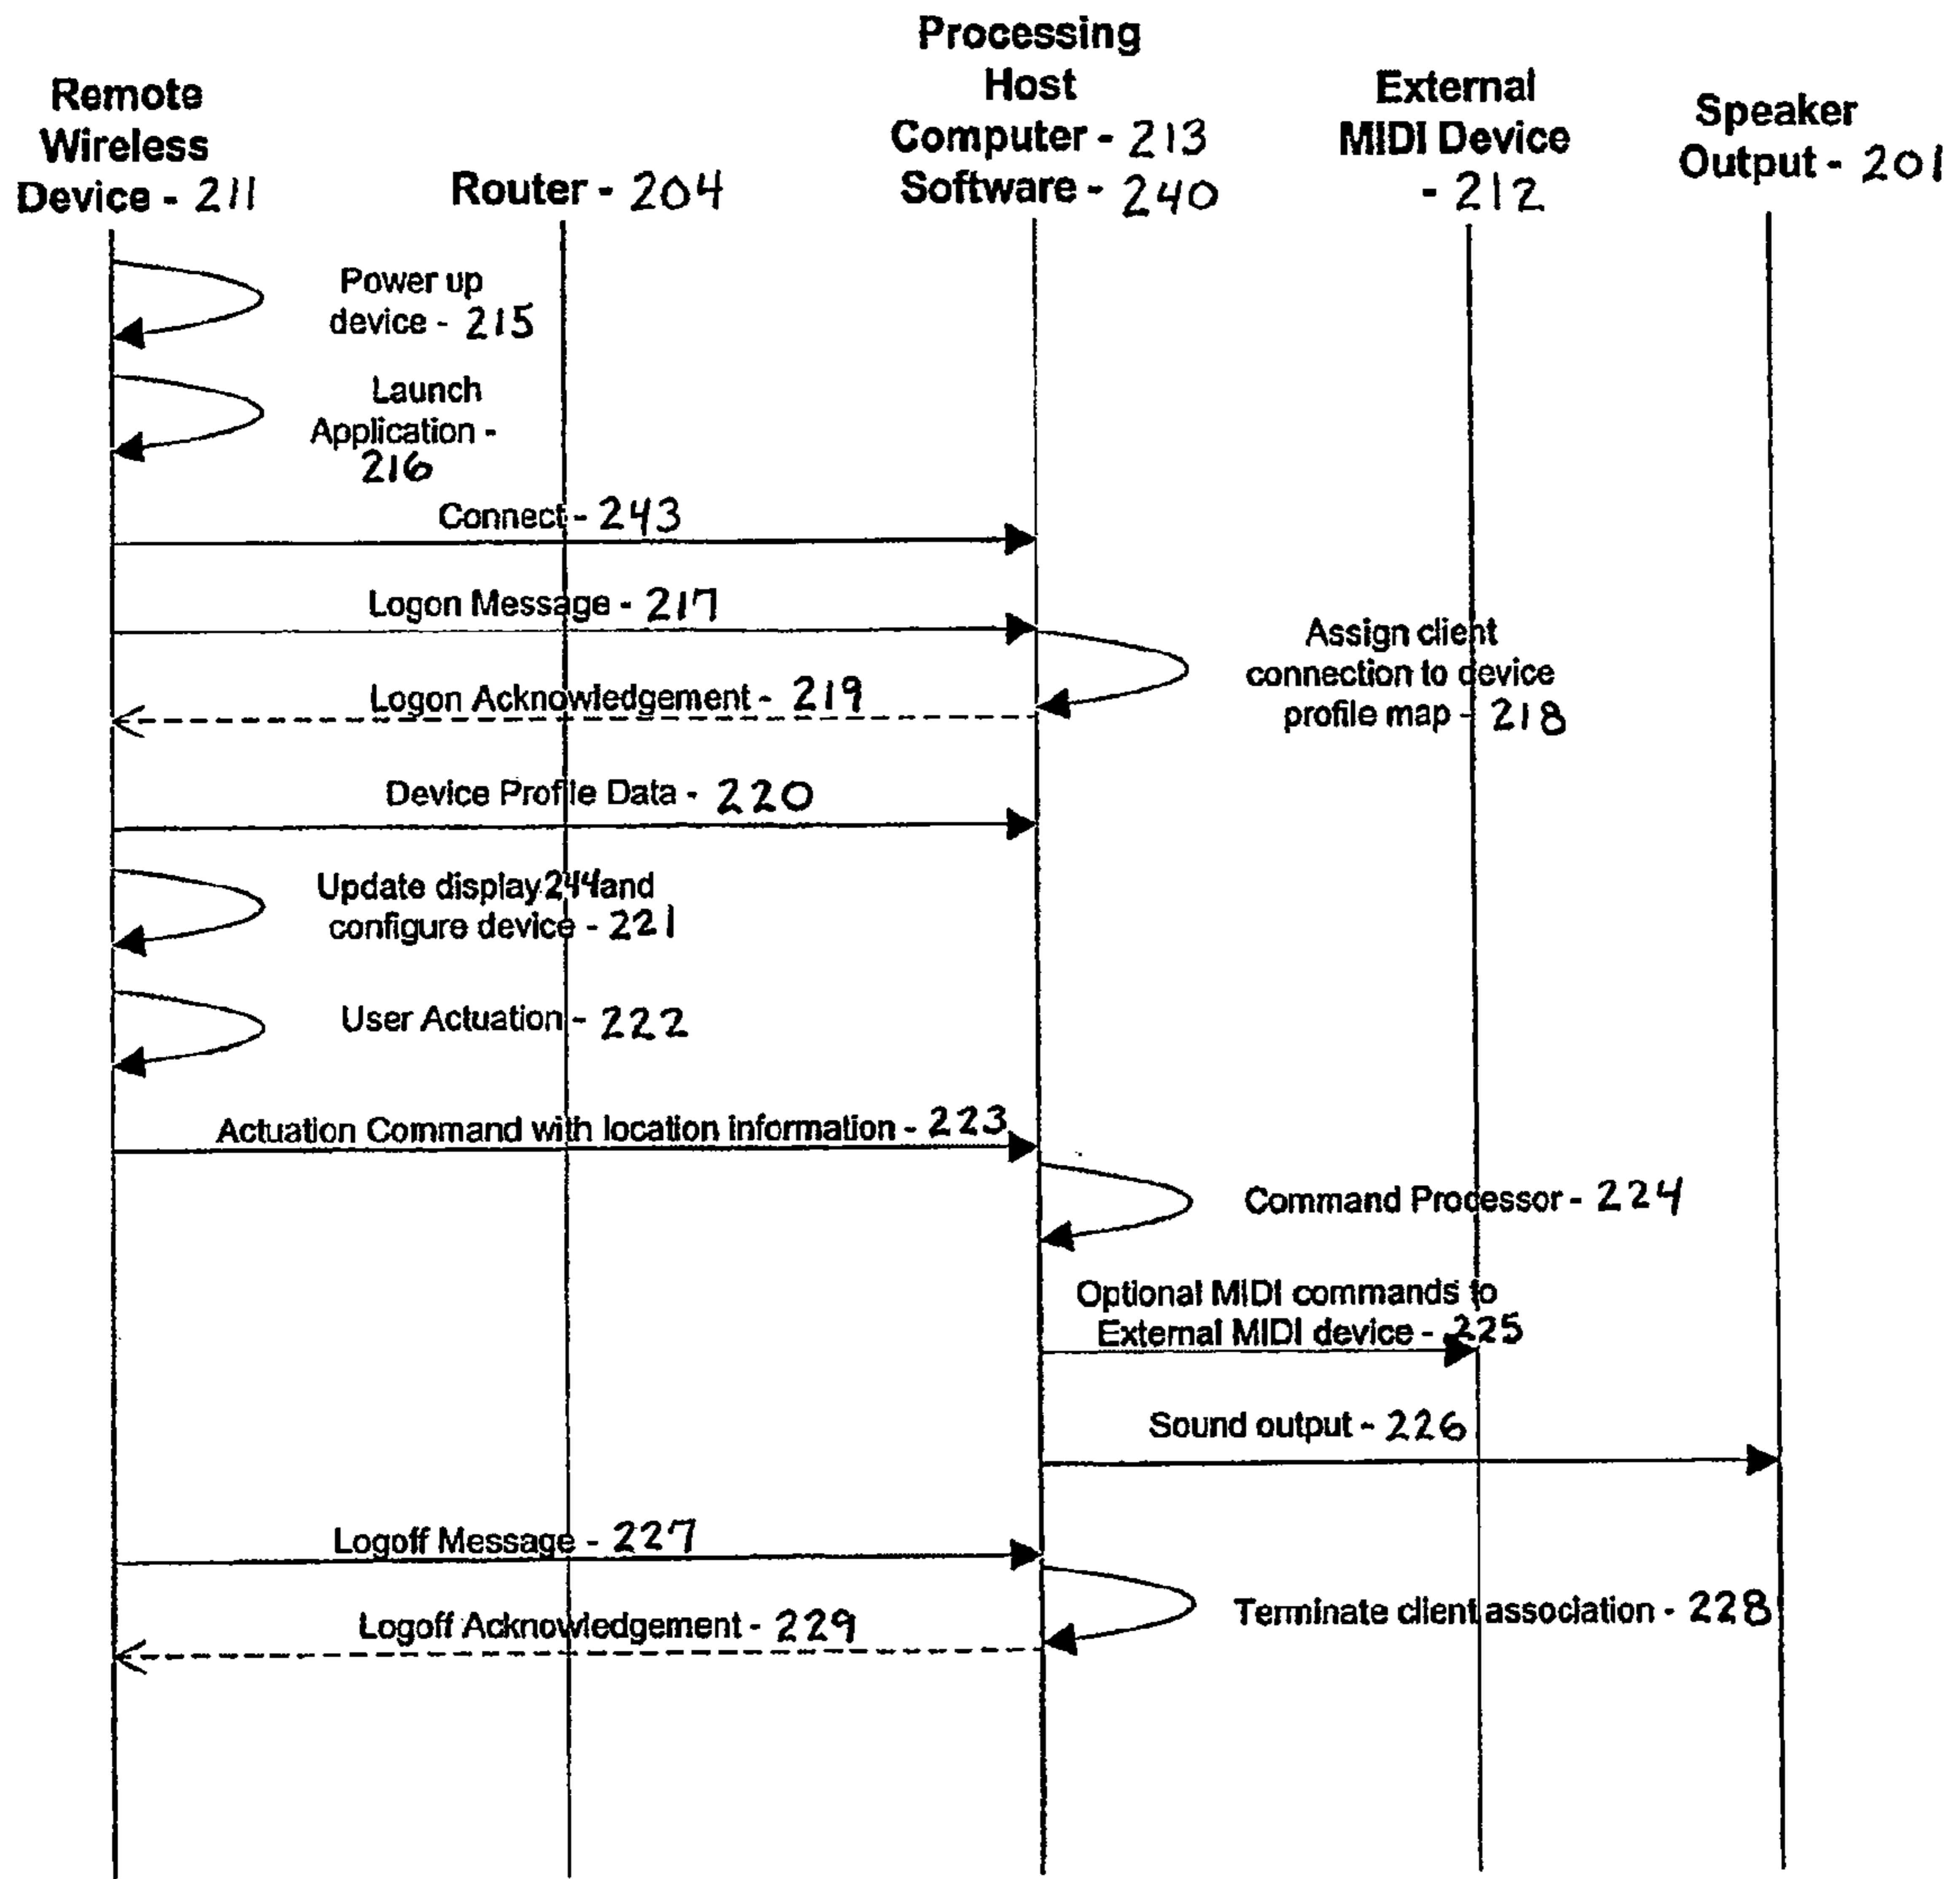 Remote
Wireless
Device - 211
Router - 204
Processing
Host
Computer - 213
Software - 240
External
MIDI Device
- 212
Speaker
Output - 201
Power up
device - 215
Launch
Application -
216
Connect - 243
Logon Message - 217
Assign client
connection to device
profile map - 218
Logon Acknowledgement - 219
Device Profile Data - 220
Update display 244 and
configure device - 221
User Actuation - 222
Actuation Command with location information - 223
Command Processor - 224
Optional MIDI commands to
External MIDI device - 225
Sound output - 226
Logoff Message - 227
Terminate client association - 228
Logoff Acknowledgement - 229